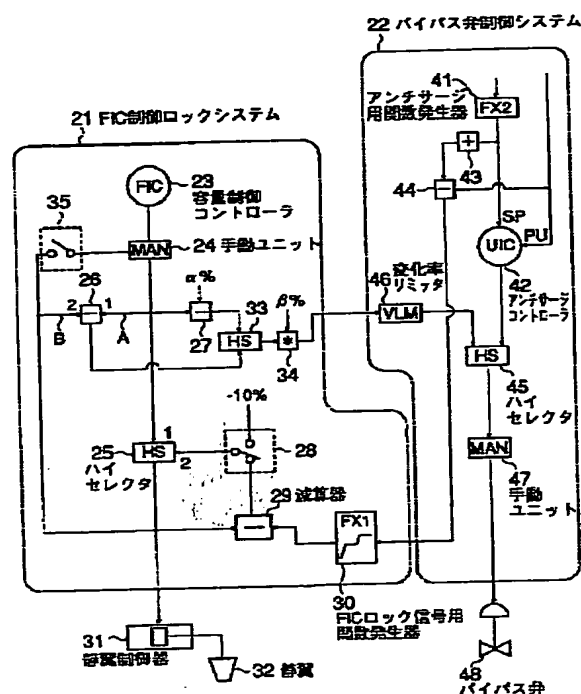 22 バイパス弁制御システム
41
アンチサージ
用関数発生器
FX2
21 FIC制御ロックシステム
+
43
44
−
FIC
23
容量制御
コントローラ
35
SP
PU
UIC
MAN
24 手動ユニット
46
変化率
リミッタ
42
アンチサージ
コントローラ
26
α%
2
1
33
β%
VLM
−
−
B
A
27
HS
*
34
HS
45
ハイ
セレクタ
-10%
25
ハイ
セレクタ
HS
1
2
28
MAN
47
手動
ユニット
29 減算器
−
FX1
30
FICロック信号用
関数発生器
31
静翼制御器
32 静翼
48
バイパス弁